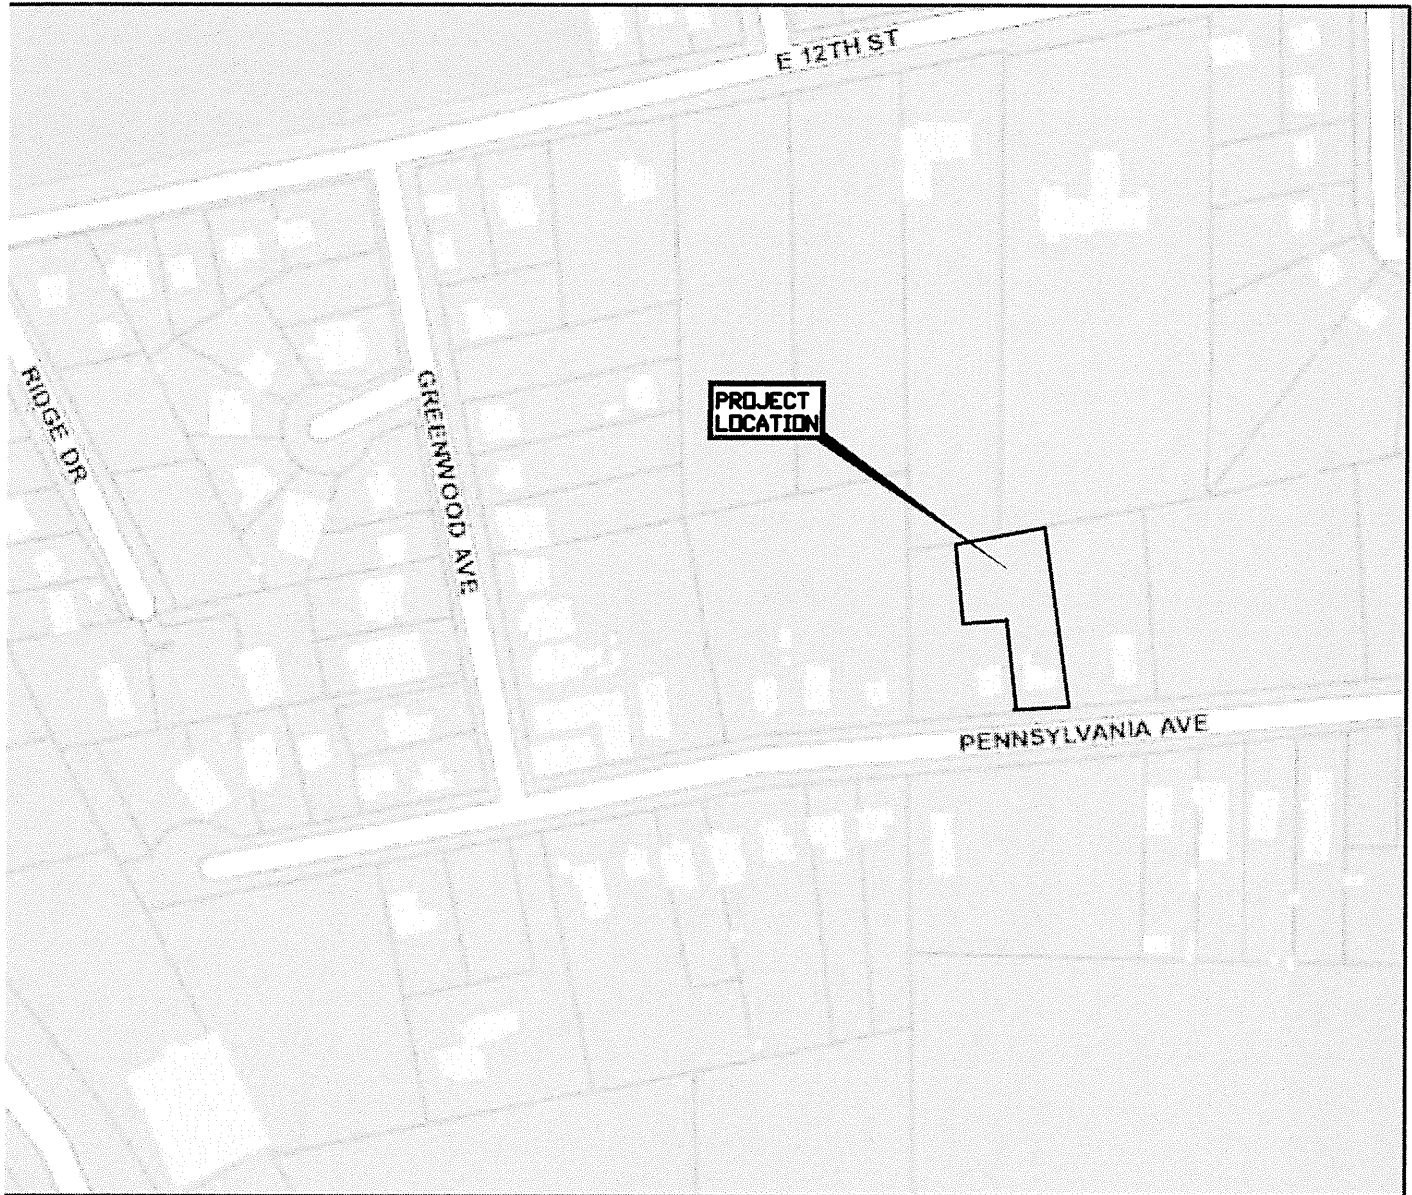 E 12TH ST
RIDGE DR
GREENWOOD AVE
PROJECT
LOCATION
PENNSYLVANIA AVE